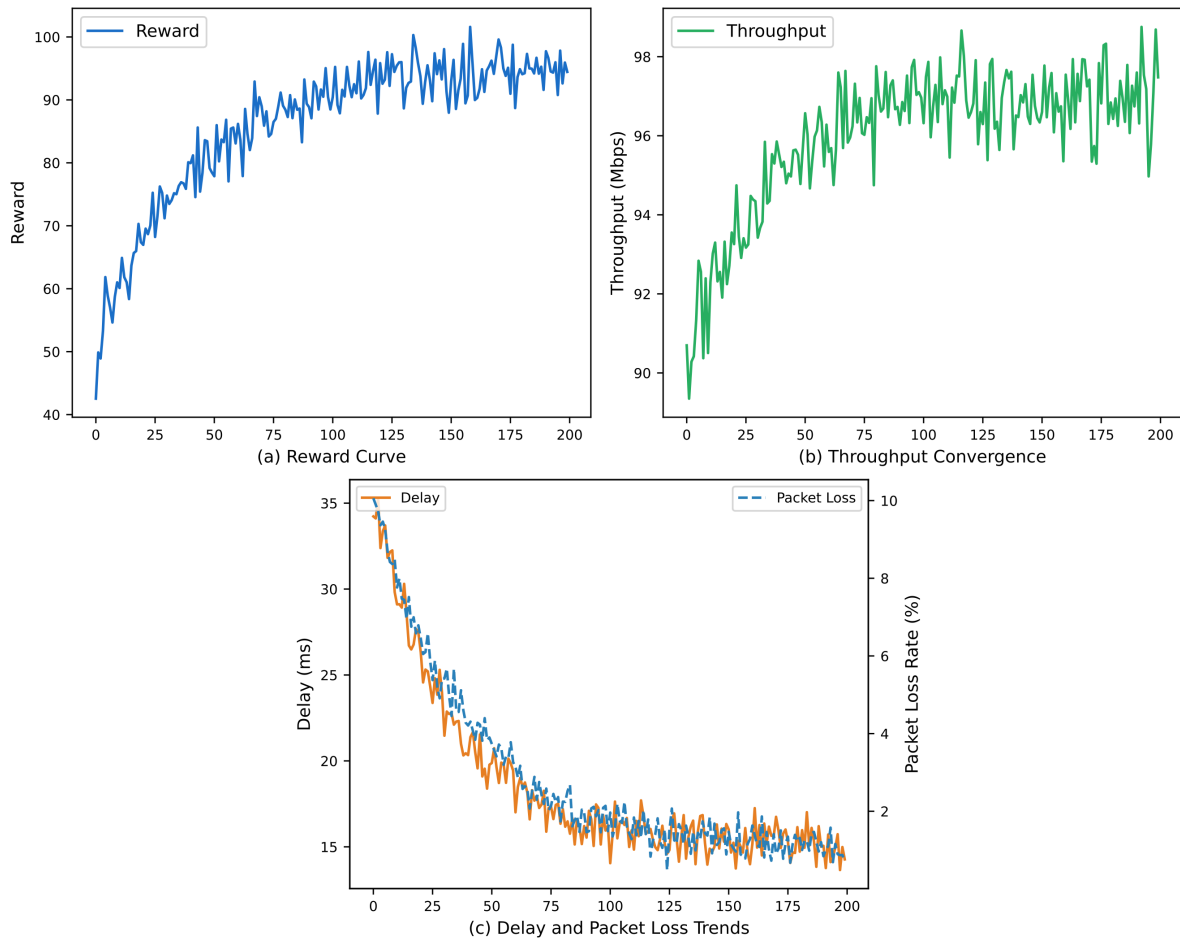 Reward
100
90
80
70
60
50
40
Reward
0 25 50 75 100 125 150 175 200
(a) Reward Curve
Throughput
98
96
94
92
90
Throughput (Mbps)
0 25 50 75 100 125 150 175 200
(b) Throughput Convergence
Delay
Packet Loss
35
30
25
20
15
Delay (ms)
10
8
6
4
2
Packet Loss Rate (%)
0 25 50 75 100 125 150 175 200
(c) Delay and Packet Loss Trends